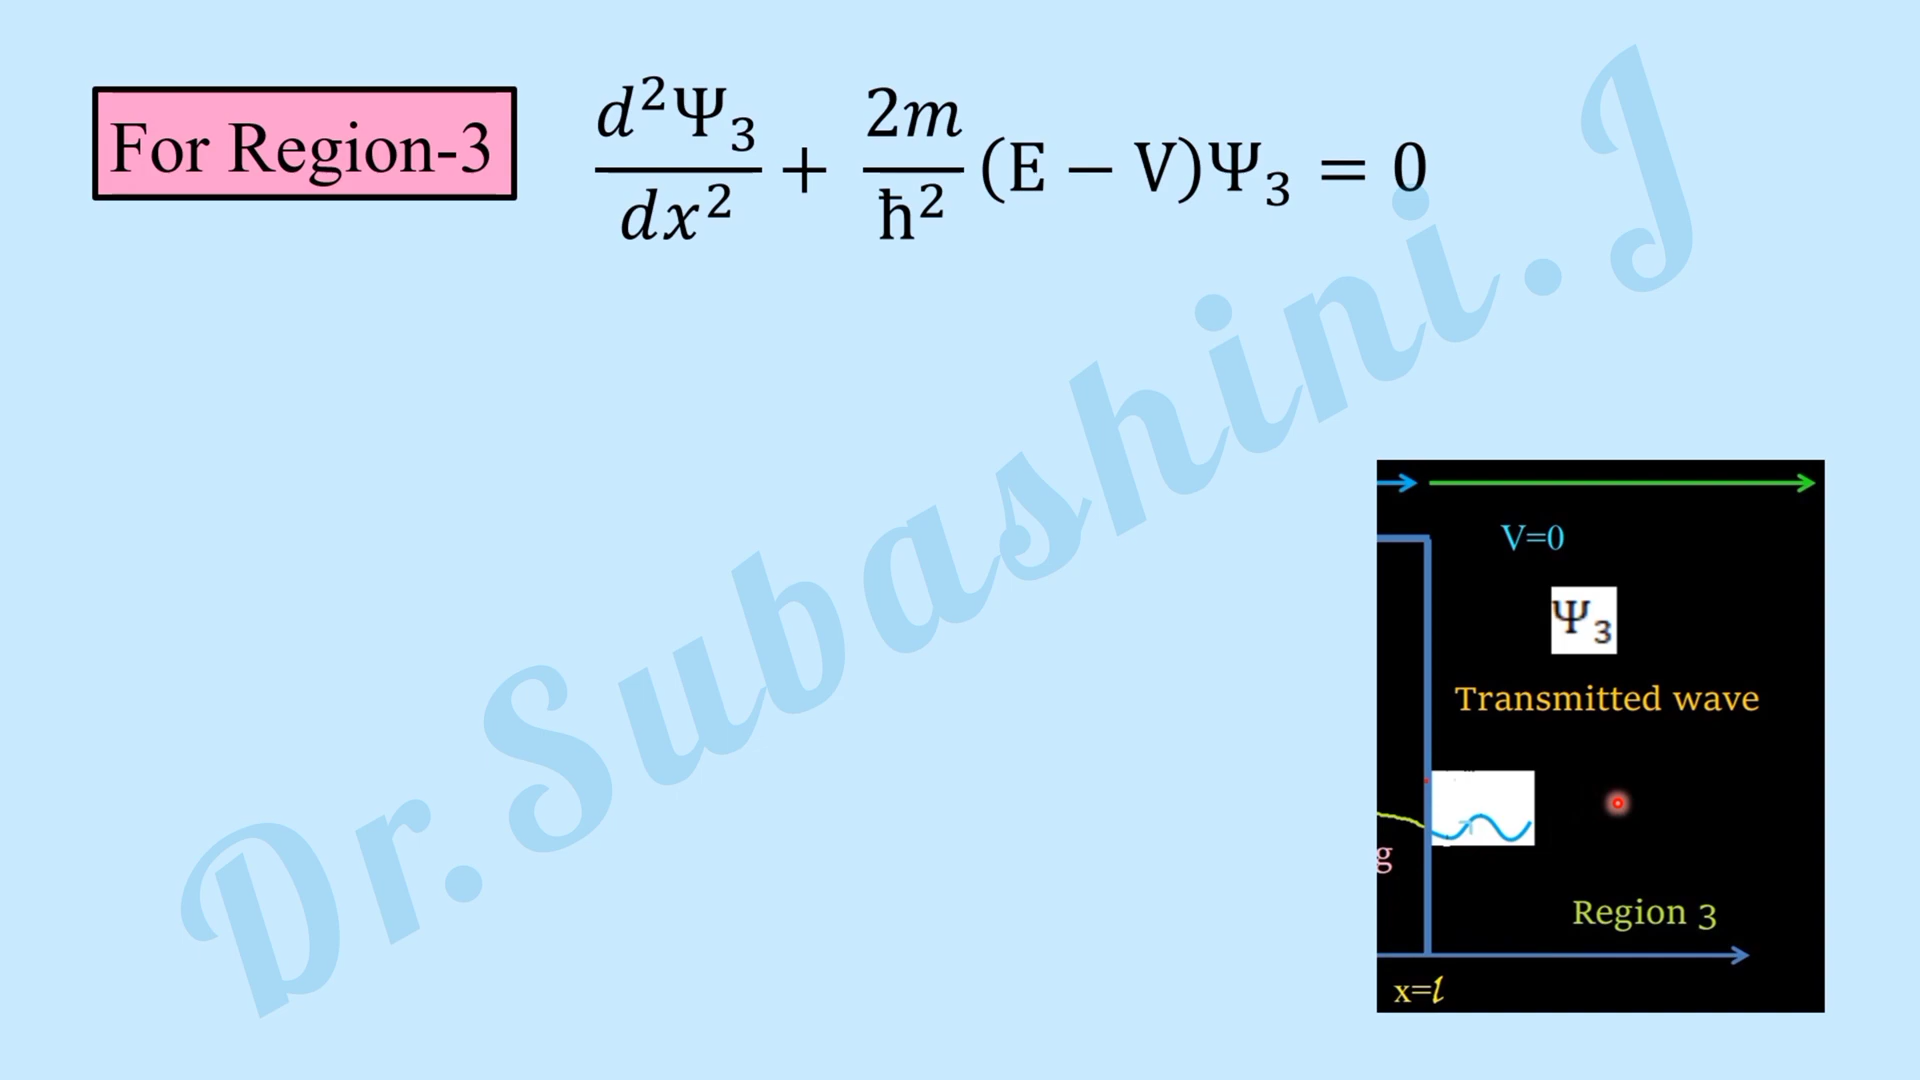 For Region-3
d²Ψ₃/dx² + 2m/ħ² (E − V)Ψ₃ = 0
Dr.Subashini.J
V=0
Ψ₃
Transmitted wave
g
Region 3
x=l